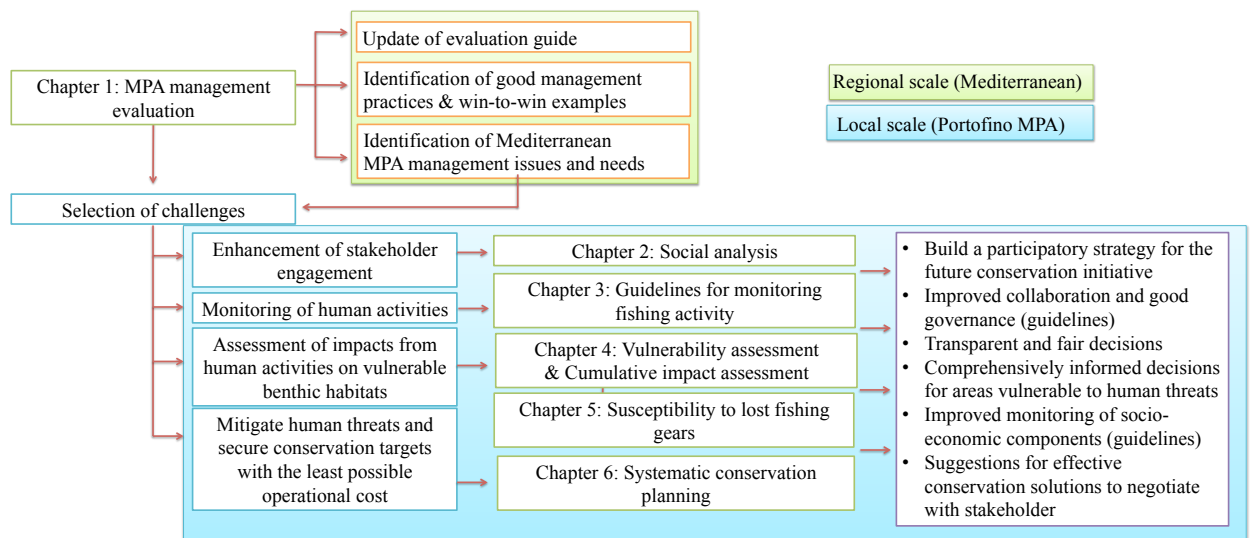 Update of evaluation guide
Chapter 1: MPA management
evaluation
Identification of good management
practices & win-to-win examples
Identification of Mediterranean
MPA management issues and needs
Regional scale (Mediterranean)
Local scale (Portofino MPA)
Selection of challenges
Enhancement of stakeholder
engagement
Monitoring of human activities
Assessment of impacts from
human activities on vulnerable
benthic habitats
Mitigate human threats and
secure conservation targets
with the least possible
operational cost
Chapter 2: Social analysis
Chapter 3: Guidelines for monitoring
fishing activity
Chapter 4: Vulnerability assessment
& Cumulative impact assessment
Chapter 5: Susceptibility to lost fishing
gears
Chapter 6: Systematic conservation
planning
• Build a participatory strategy for the
future conservation initiative
• Improved collaboration and good
governance (guidelines)
• Transparent and fair decisions
• Comprehensively informed decisions
for areas vulnerable to human threats
• Improved monitoring of socio-
economic components (guidelines)
• Suggestions for effective
conservation solutions to negotiate
with stakeholder